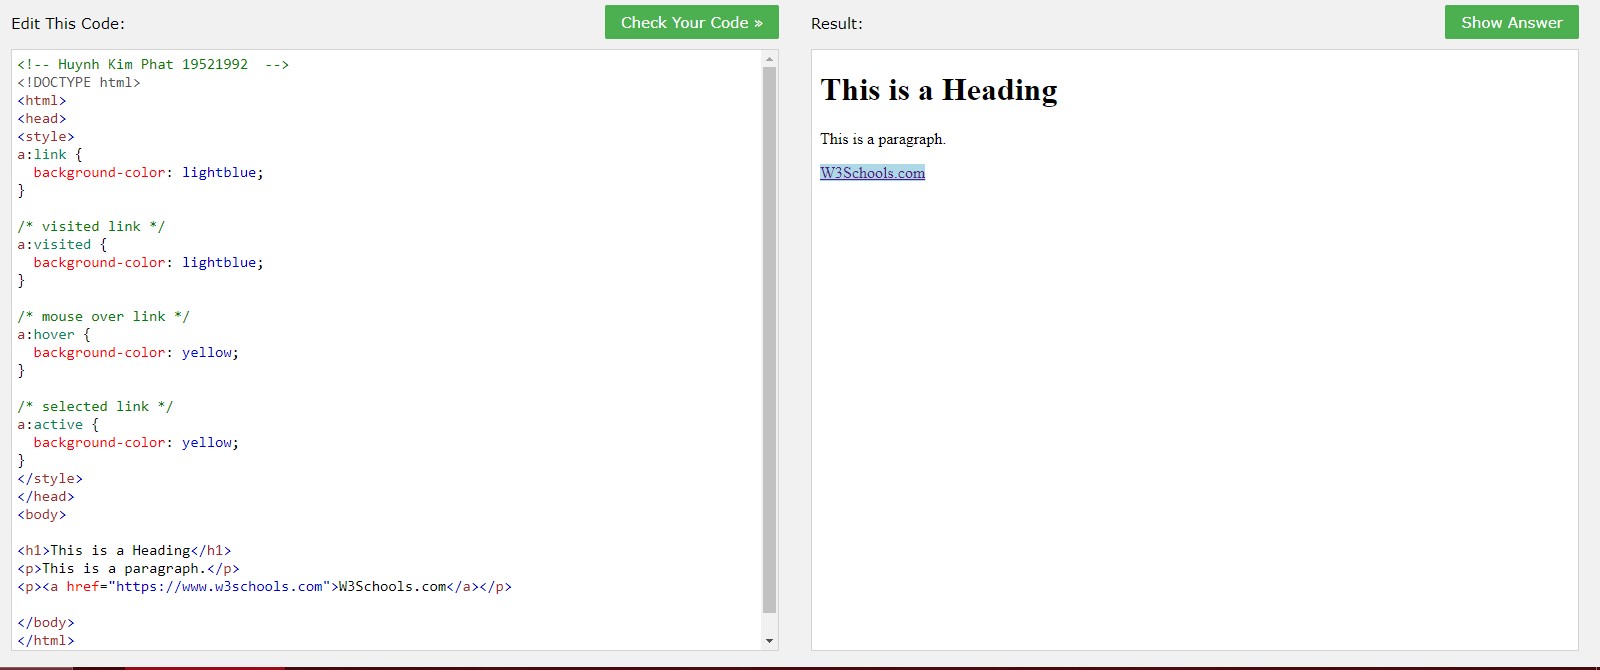 Edit This Code:
Check Your Code »
<!-- Huynh Kim Phat 19521992  -->
<!DOCTYPE html>
<html>
<head>
<style>
a:link {
  background-color: lightblue;
}
/* visited link */
a:visited {
  background-color: lightblue;
}
/* mouse over link */
a:hover {
  background-color: yellow;
}
/* selected link */
a:active {
  background-color: yellow;
}
</style>
</head>
<body>
<h1>This is a Heading</h1>
<p>This is a paragraph.</p>
<p><a href="https://www.w3schools.com">W3Schools.com</a></p>
</body>
</html>
Result:
Show Answer
This is a Heading
This is a paragraph.
W3Schools.com